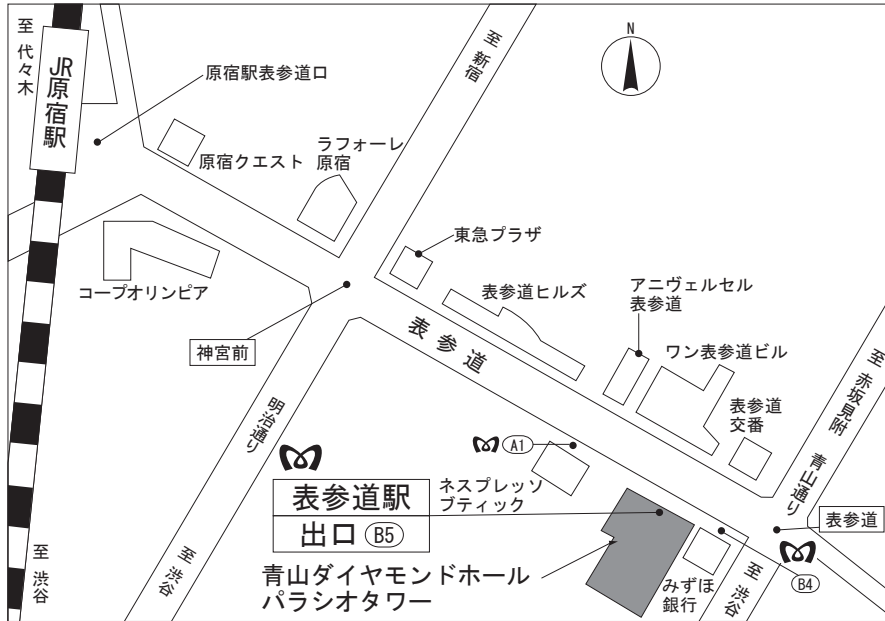 至 代々木
JR原宿駅
原宿駅表参道口
至 新宿
N
原宿クエスト
ラフォーレ
原宿
東急プラザ
コープオリンピア
表参道ヒルズ
アニヴェルセル
表参道
神宮前
表参道
ワン表参道ビル
至 赤坂見附
明治通り
表参道
交番
青山通り
A1
ネスプレッソ
ブティック
表参道駅
出口 B5
表参道
至 渋谷
至 渋谷
青山ダイヤモンドホール
パラシオタワー
みずほ
銀行
至 渋谷
B4